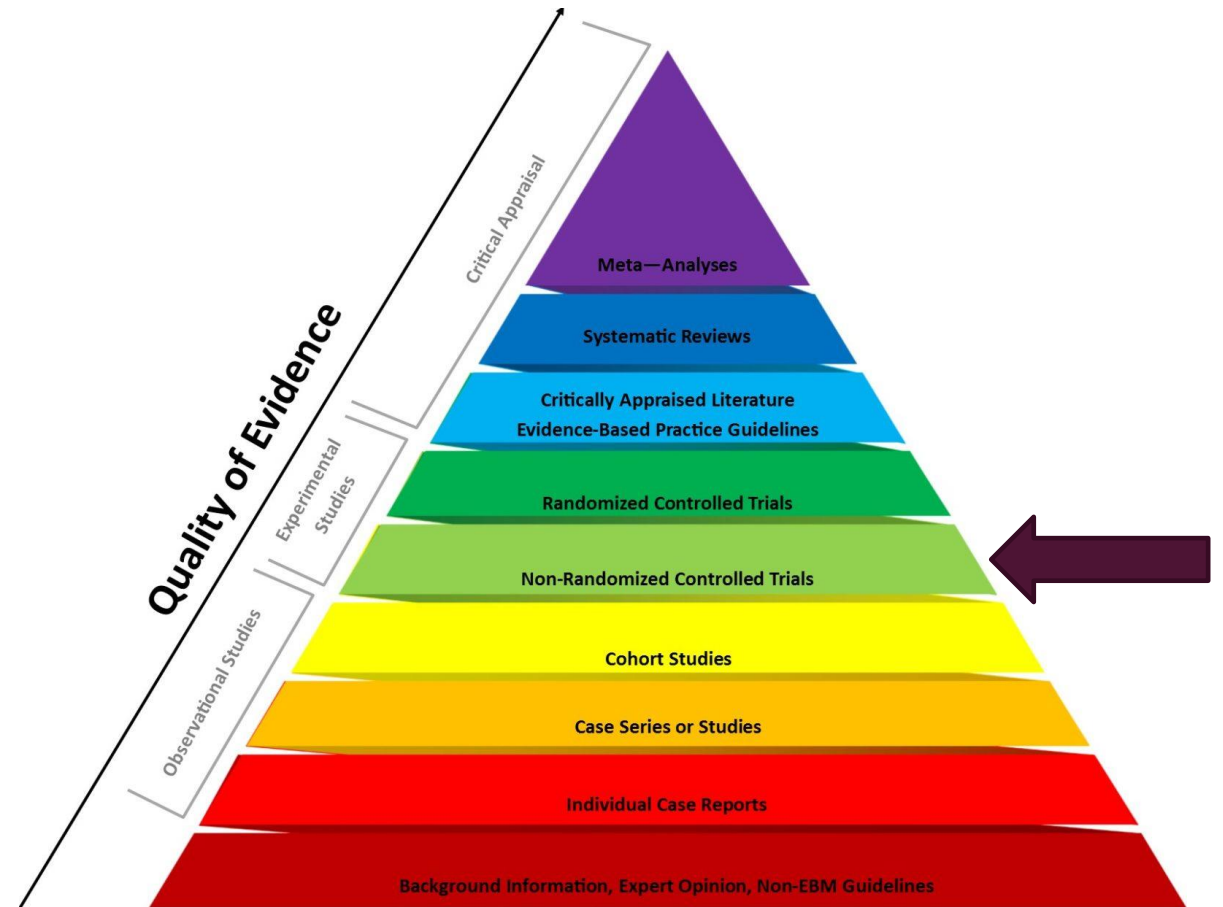 Quality of Evidence
Critical Appraisal
Experimental
Studies
Observational Studies
Meta—Analyses
Systematic Reviews
Critically Appraised Literature
Evidence-Based Practice Guidelines
Randomized Controlled Trials
Non-Randomized Controlled Trials
Cohort Studies
Case Series or Studies
Individual Case Reports
Background Information, Expert Opinion, Non-EBM Guidelines